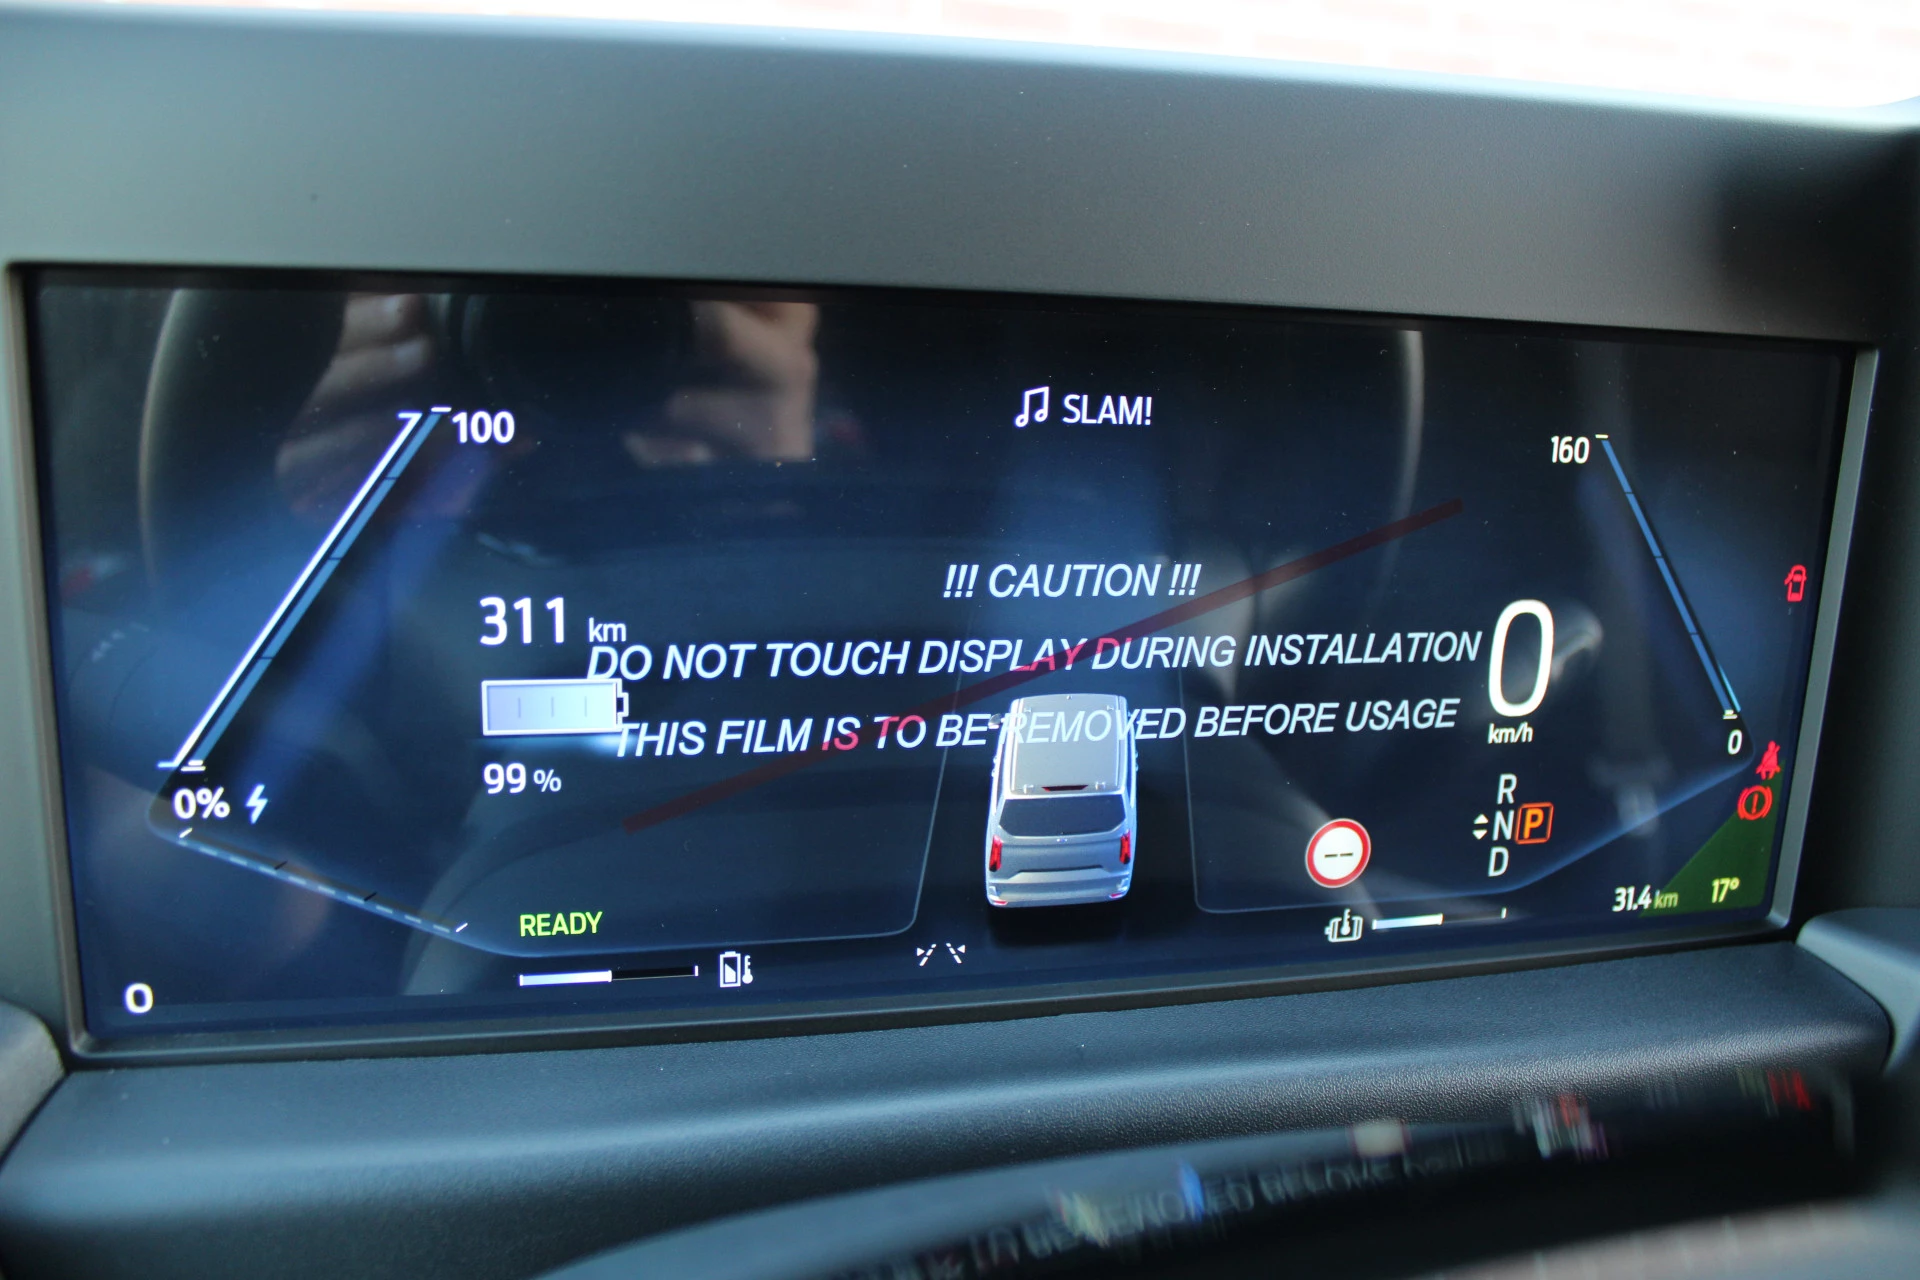 SLAM!
100
160
!!! CAUTION !!!
311 km
DO NOT TOUCH DISPLAY DURING INSTALLATION
0
km/h
THIS FILM IS TO BE REMOVED BEFORE USAGE
0
99 %
0%
R
N P
D
--
31.4 km 17°
READY
0